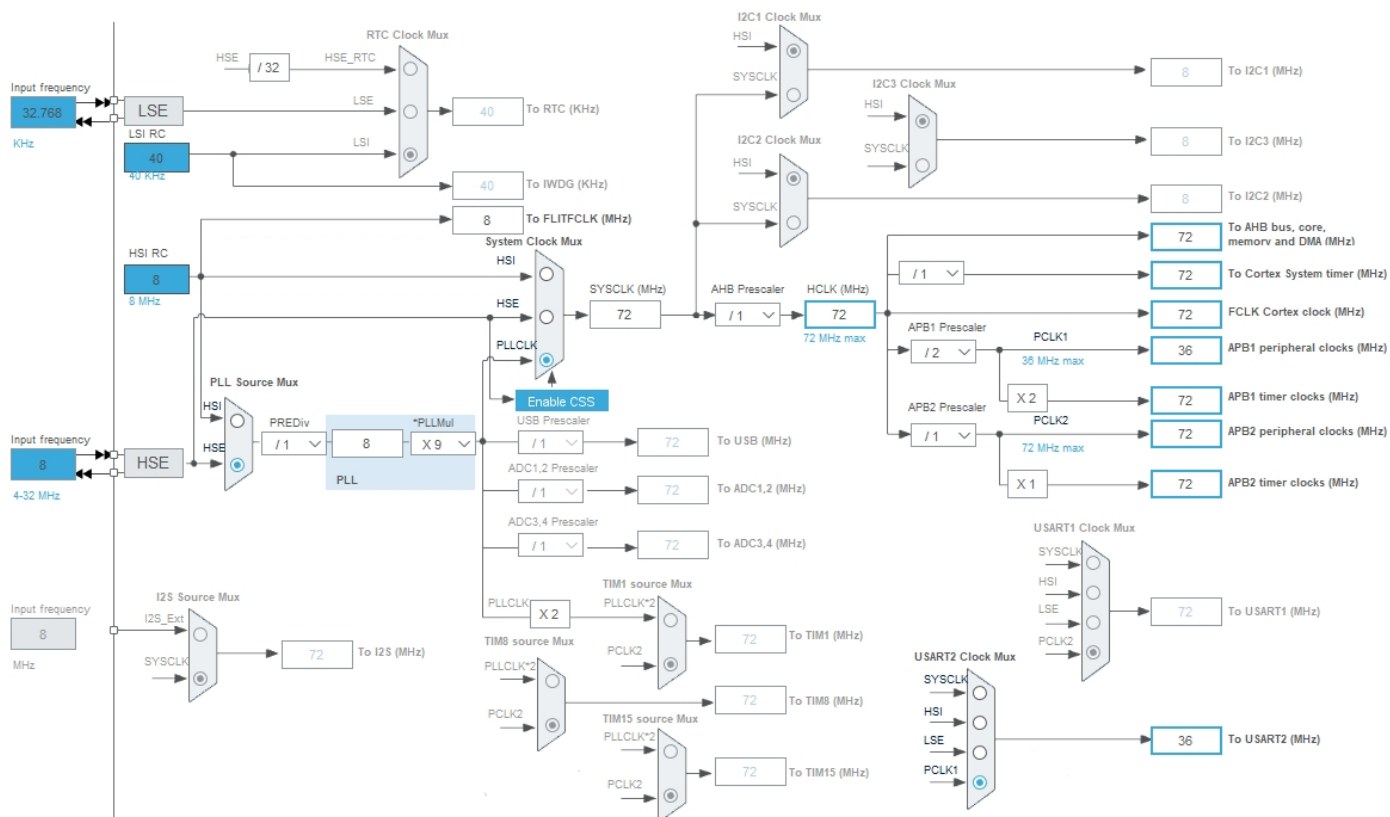 I2C1 Clock Mux
HSI
SYSCLK
8
To I2C1 (MHz)
RTC Clock Mux
HSE
/ 32
HSE_RTC
LSE
LSI
40
To RTC (KHz)
Input frequency
32.768
KHz
LSE
LSI RC
40
40 KHz
40
To IWDG (KHz)
I2C3 Clock Mux
HSI
SYSCLK
8
To I2C3 (MHz)
I2C2 Clock Mux
HSI
SYSCLK
8
To I2C2 (MHz)
8
To FLITFCLK (MHz)
HSI RC
8
8 MHz
System Clock Mux
HSI
HSE
PLLCLK
Enable CSS
SYSCLK (MHz)
72
AHB Prescaler
/ 1
HCLK (MHz)
72
72 MHz max
72
To AHB bus, core,
memory and DMA (MHz)
/ 1
72
To Cortex System timer (MHz)
72
FCLK Cortex clock (MHz)
APB1 Prescaler
/ 2
PCLK1
36 MHz max
36
APB1 peripheral clocks (MHz)
X 2
72
APB1 timer clocks (MHz)
APB2 Prescaler
/ 1
PCLK2
72 MHz max
72
APB2 peripheral clocks (MHz)
X 1
72
APB2 timer clocks (MHz)
PLL Source Mux
HSI
HSE
Input frequency
8
4-32 MHz
HSE
PREDiv
/ 1
8
*PLLMul
X 9
PLL
USB Prescaler
/ 1
72
To USB (MHz)
ADC1,2 Prescaler
/ 1
72
To ADC1,2 (MHz)
ADC3,4 Prescaler
/ 1
72
To ADC3,4 (MHz)
Input frequency
8
MHz
I2S Source Mux
I2S_Ext
SYSCLK
72
To I2S (MHz)
PLLCLK
X 2
TIM1 source Mux
PLLCLK*2
PCLK2
72
To TIM1 (MHz)
TIM8 source Mux
PLLCLK*2
PCLK2
72
To TIM8 (MHz)
TIM15 source Mux
PLLCLK*2
PCLK2
72
To TIM15 (MHz)
USART1 Clock Mux
SYSCLK
HSI
LSE
PCLK2
72
To USART1 (MHz)
USART2 Clock Mux
SYSCLK
HSI
LSE
PCLK1
36
To USART2 (MHz)